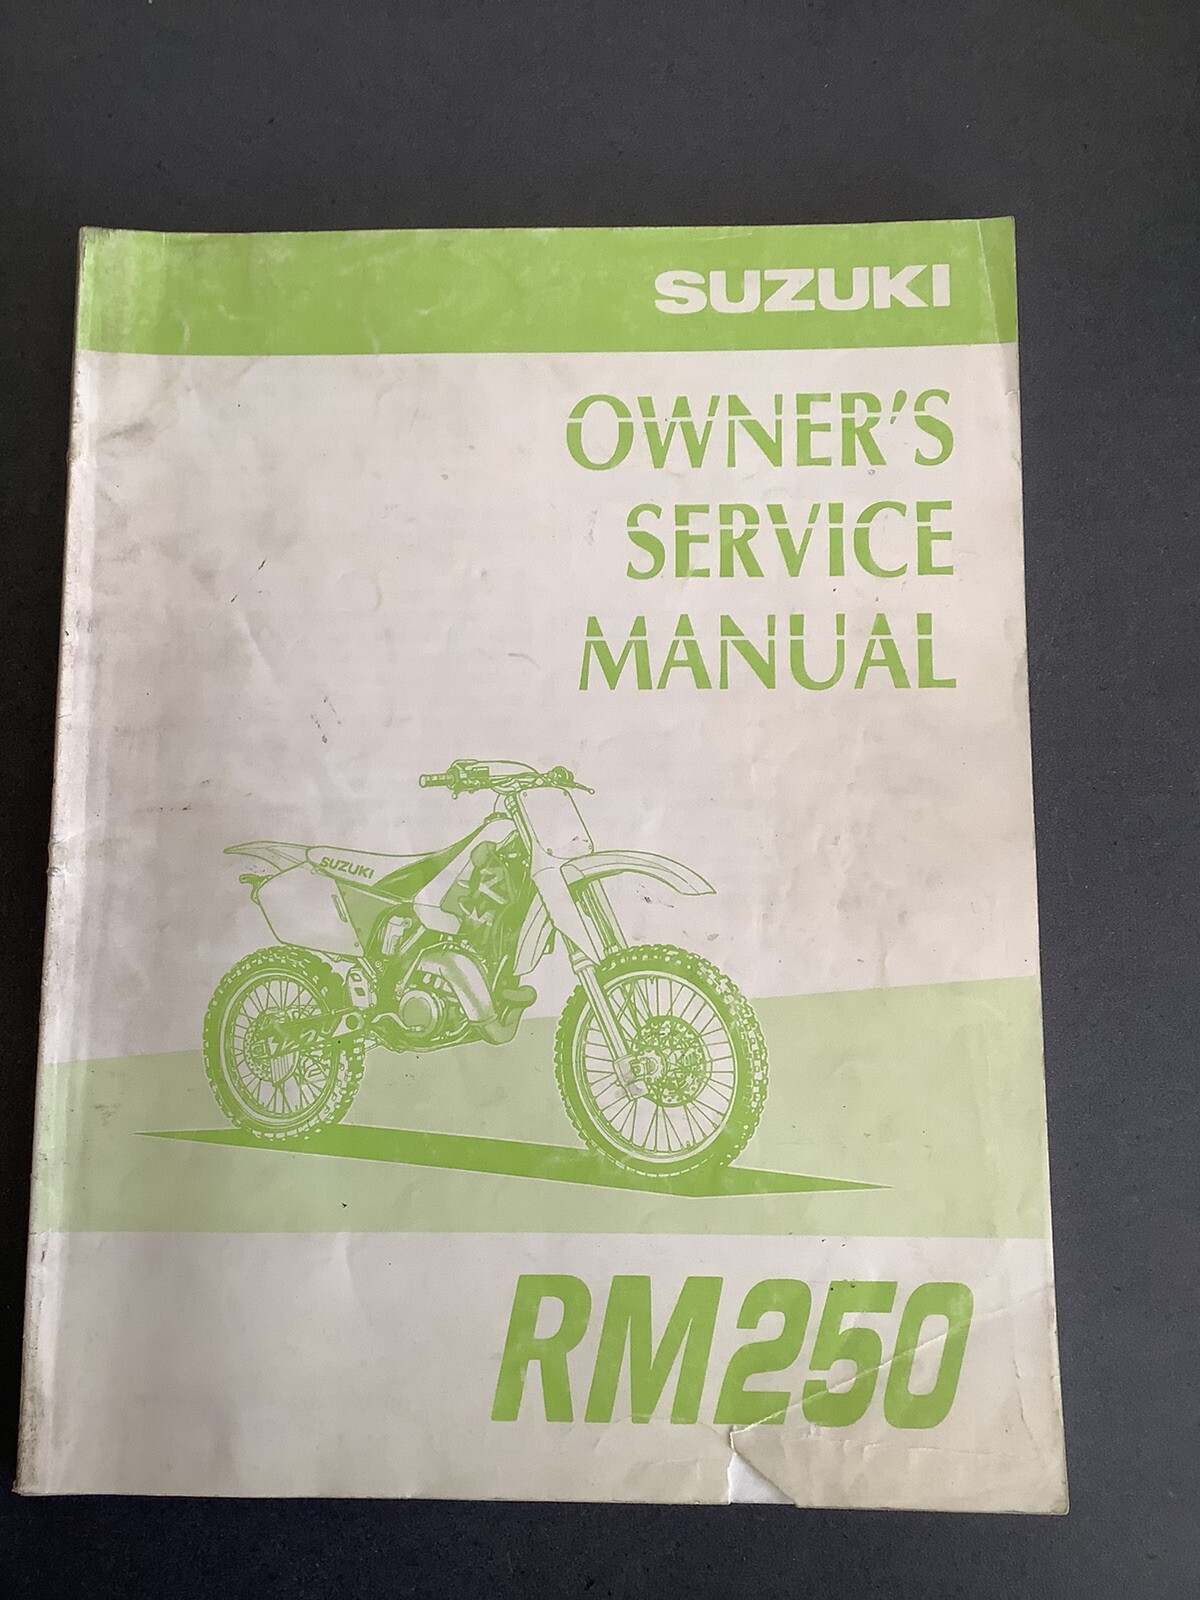 SUZUKI
OWNER'S
SERVICE
MANUAL
SUZUKI
RM250